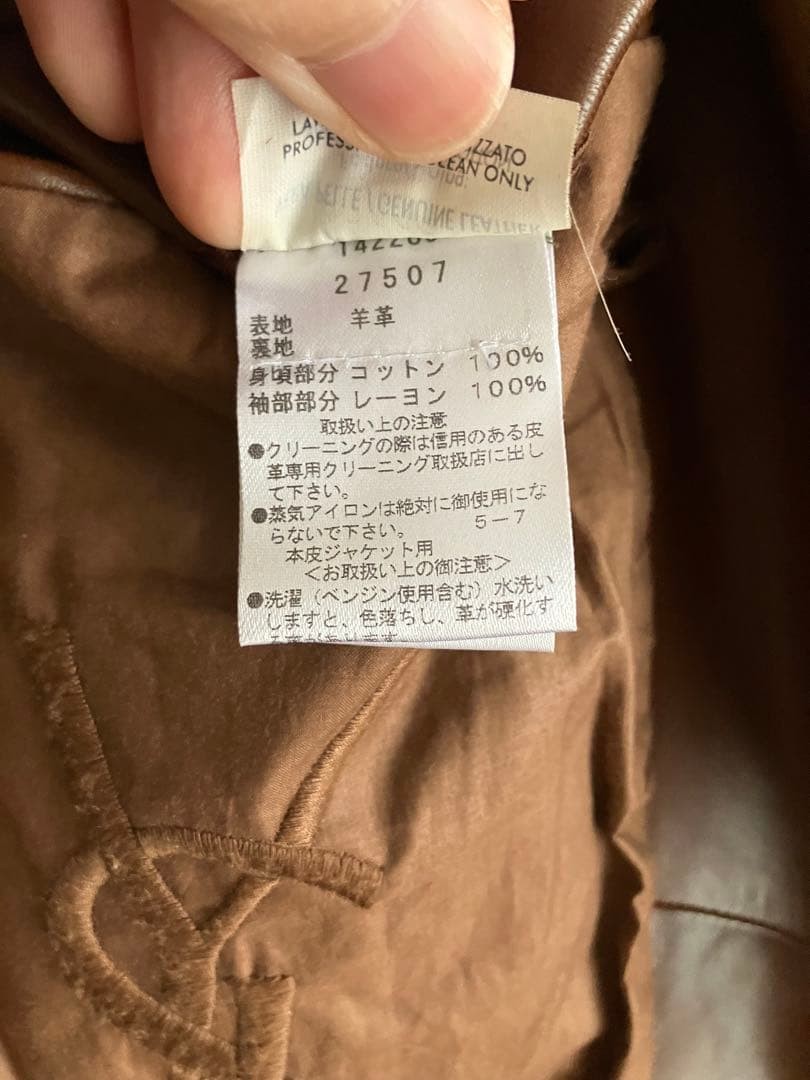 PROFESS CLEAN ONLY
PELLE / GENUINE LEATHER
27507
表地 羊革
裏地
身頃部分 コットン 100%
袖部部分 レーヨン 100%
取扱い上の注意
●クリーニングの際は信用のある皮
革専用クリーニング取扱店に出し
て下さい。
●蒸気アイロンは絶対に御使用にな
らないで下さい。 5-7
本皮ジャケット用
<お取扱い上の御注意>
●洗濯(ベンジン使用含む)水洗い
しますと、色落ちし、革が硬化す